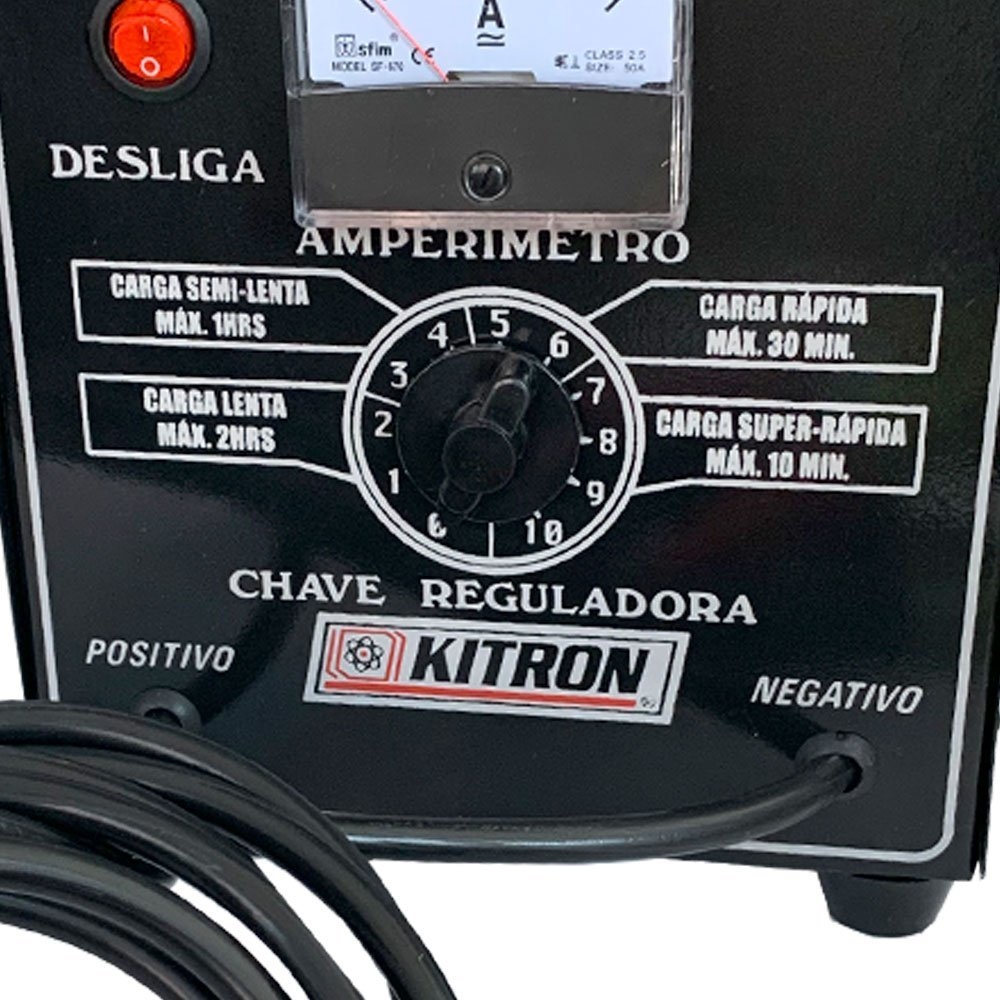 A
sfim
MODEL SF-670
CE
CLASS 2.5
SIZE: 50A
O
DESLIGA
AMPERIMETRO
CARGA SEMI-LENTA
MÁX. 1HRS
CARGA RÁPIDA
MÁX. 30 MIN.
CARGA LENTA
MÁX. 2HRS
CARGA SUPER-RÁPIDA
MÁX. 10 MIN.
0 1 2 3 4 5 6 7 8 9 10
CHAVE REGULADORA
POSITIVO
KITRON
NEGATIVO